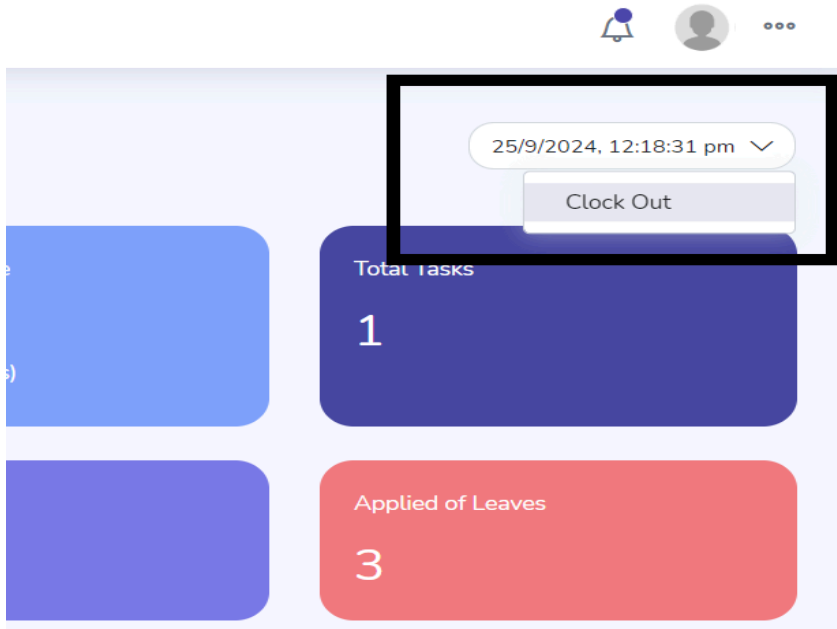 25/9/2024, 12:18:31 pm
Clock Out
Total Tasks
1
s)
Applied of Leaves
3